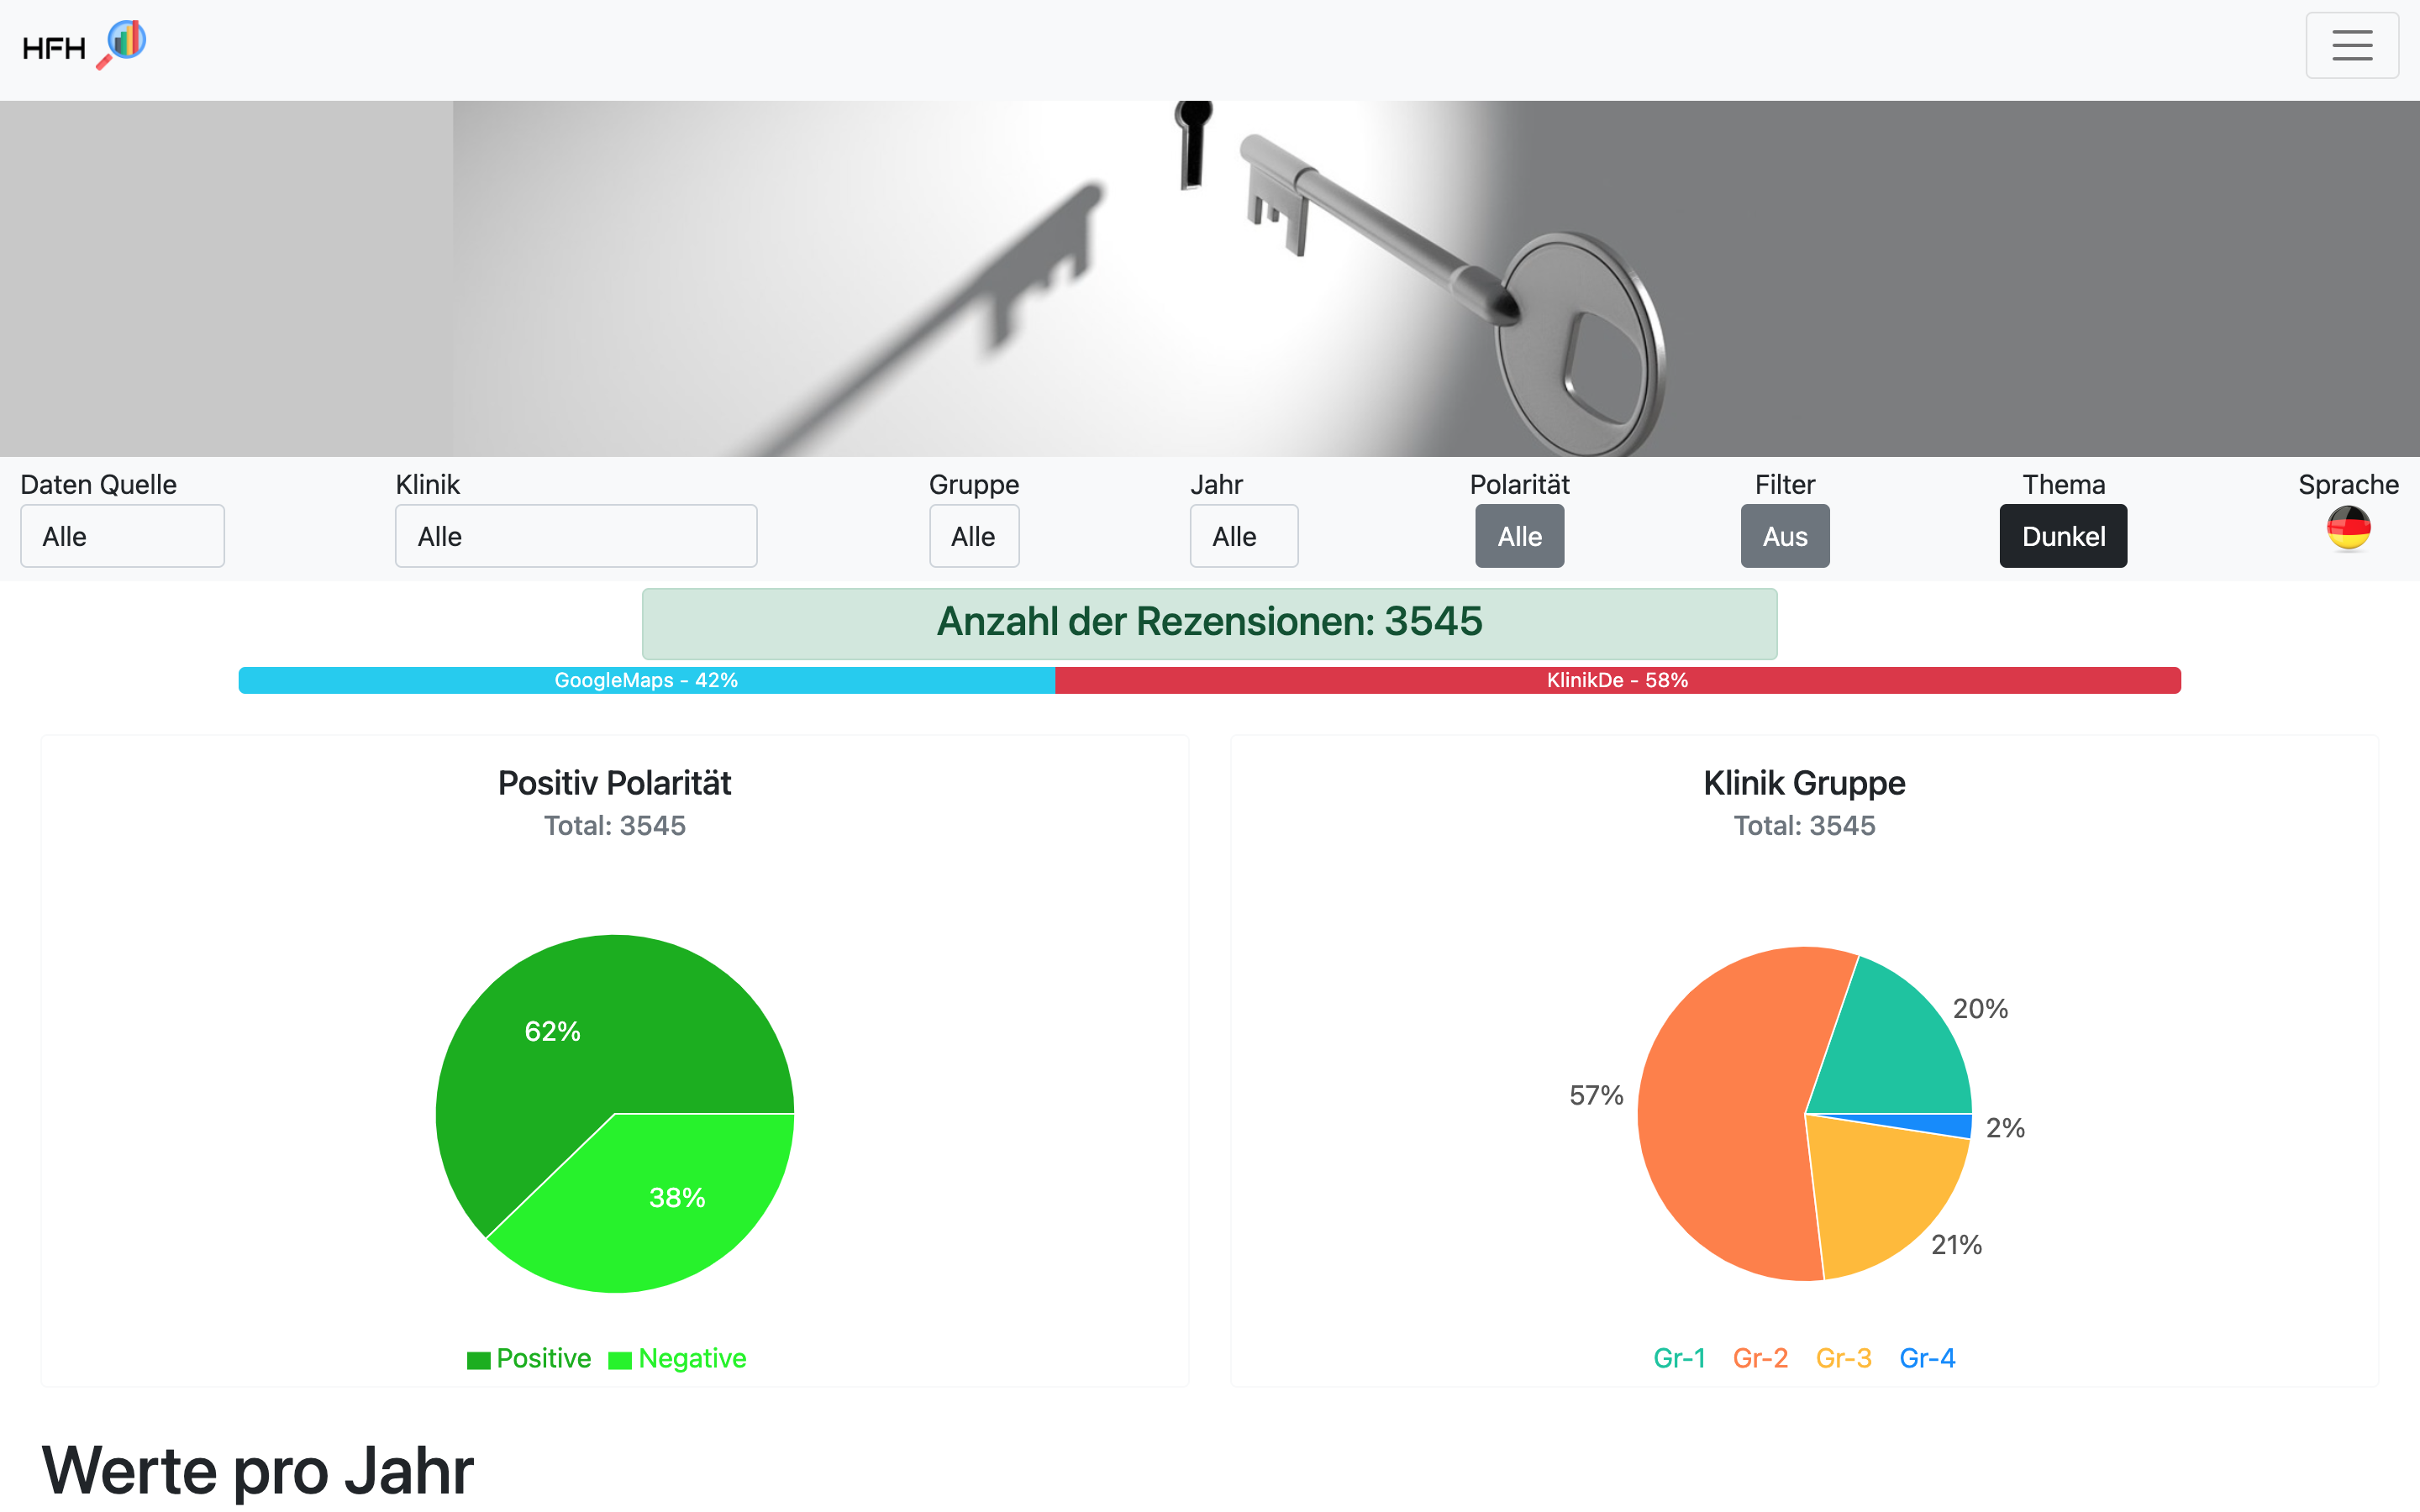 HFH
Daten Quelle
Alle
Klinik
Alle
Gruppe
Alle
Jahr
Alle
Polarität
Alle
Filter
Aus
Thema
Dunkel
Sprache
Anzahl der Rezensionen: 3545
GoogleMaps - 42%
KlinikDe - 58%
Positiv Polarität
Total: 3545
62%
38%
Positive
Negative
Klinik Gruppe
Total: 3545
20%
57%
2%
21%
Gr-1
Gr-2
Gr-3
Gr-4
Werte pro Jahr